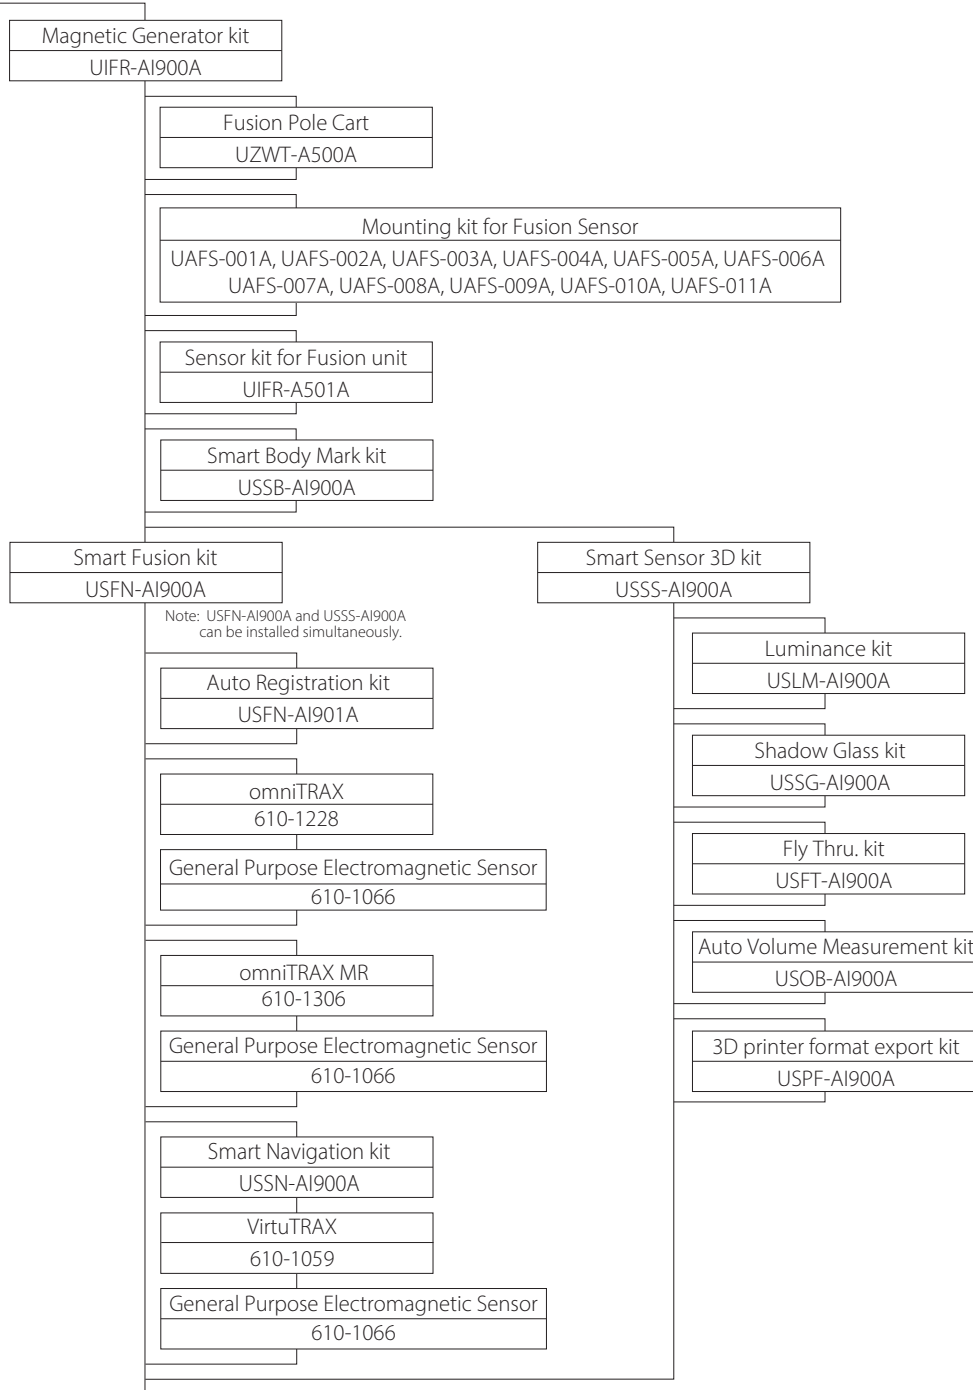 Magnetic Generator kit
UIFR-AI900A
Fusion Pole Cart
UZWT-A500A
Mounting kit for Fusion Sensor
UAFS-001A, UAFS-002A, UAFS-003A, UAFS-004A, UAFS-005A, UAFS-006A
UAFS-007A, UAFS-008A, UAFS-009A, UAFS-010A, UAFS-011A
Sensor kit for Fusion unit
UIFR-A501A
Smart Body Mark kit
USSB-AI900A
Smart Fusion kit
USFN-AI900A
Note: USFN-AI900A and USSS-AI900A
can be installed simultaneously.
Auto Registration kit
USFN-AI901A
omniTRAX
610-1228
General Purpose Electromagnetic Sensor
610-1066
omniTRAX MR
610-1306
General Purpose Electromagnetic Sensor
610-1066
Smart Navigation kit
USSN-AI900A
VirtuTRAX
610-1059
General Purpose Electromagnetic Sensor
610-1066
Smart Sensor 3D kit
USSS-AI900A
Luminance kit
USLM-AI900A
Shadow Glass kit
USSG-AI900A
Fly Thru. kit
USFT-AI900A
Auto Volume Measurement kit
USOB-AI900A
3D printer format export kit
USPF-AI900A